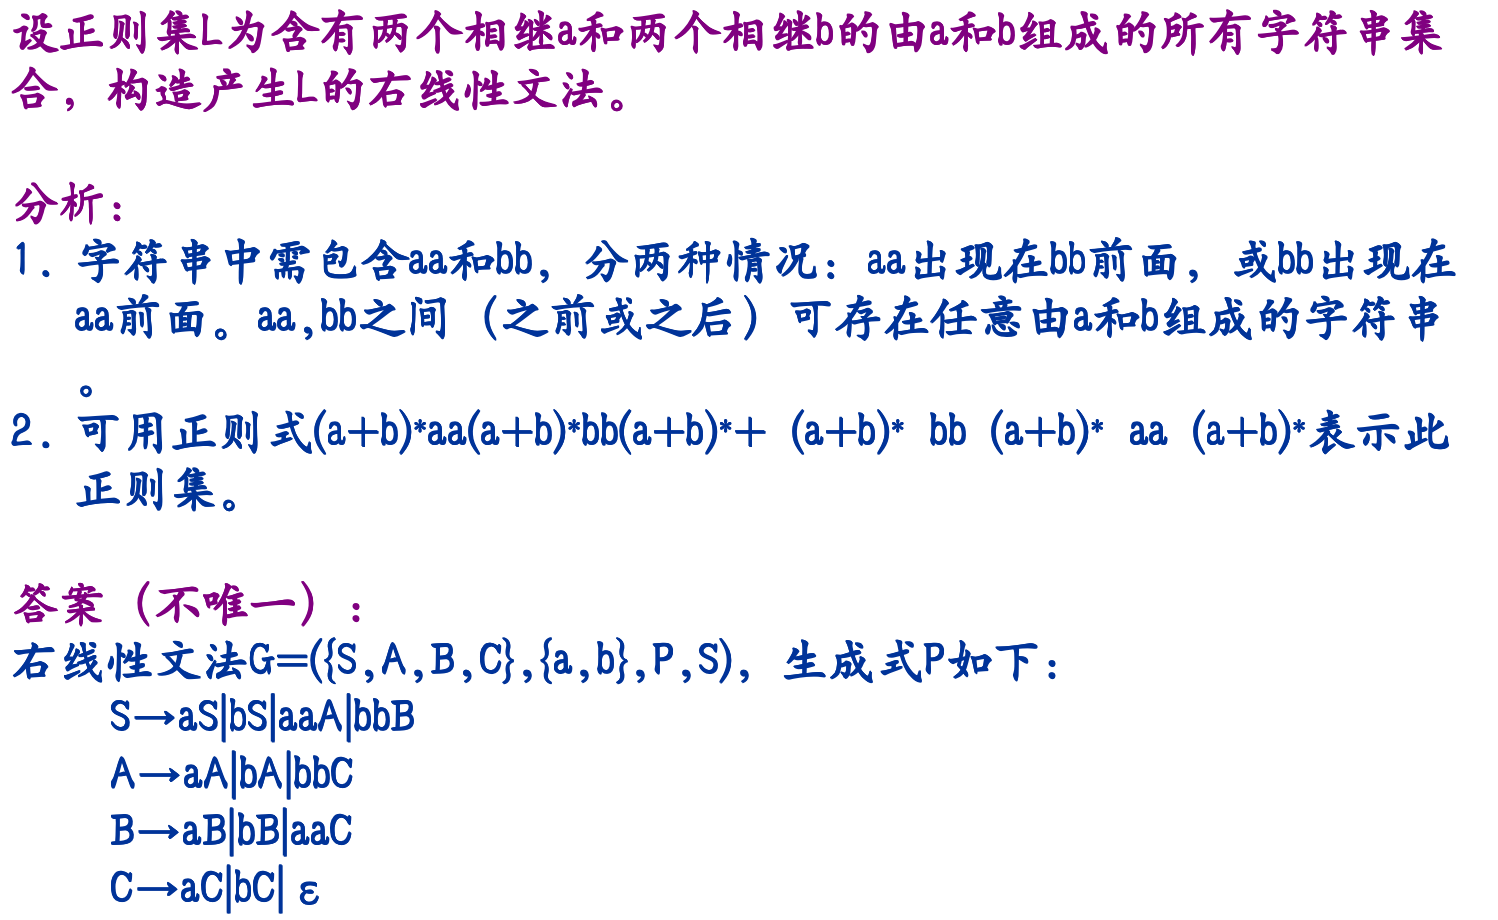 设正则集L为含有两个相继a和两个相继b的由a和b组成的所有字符串集
合，构造产生L的右线性文法。
分析：
1. 字符串中需包含aa和bb，分两种情况：aa出现在bb前面，或bb出现在
aa前面。aa,bb之间（之前或之后）可存在任意由a和b组成的字符串
。
2. 可用正则式(a+b)*aa(a+b)*bb(a+b)*+ (a+b)* bb (a+b)* aa (a+b)*表示此
正则集。
答案（不唯一）：
右线性文法G=({S,A,B,C},{a,b},P,S)，生成式P如下：
S→aS|bS|aaA|bbB
A→aA|bA|bbC
B→aB|bB|aaC
C→aC|bC| ε